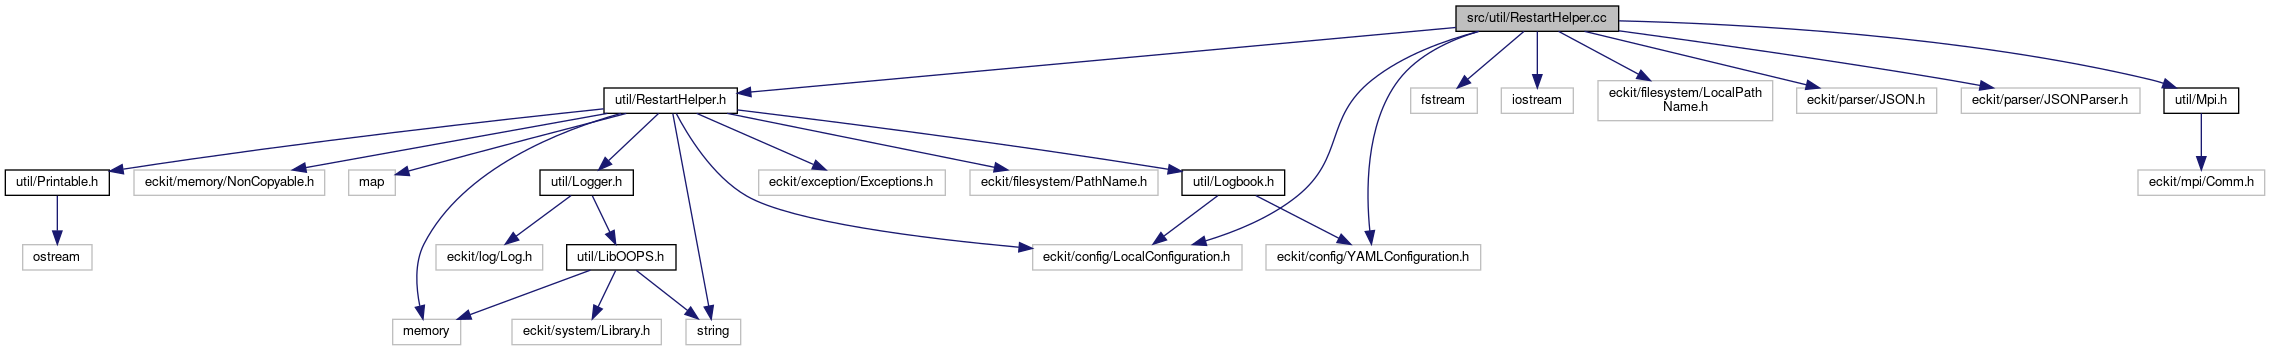 src/util/RestartHelper.cc
util/RestartHelper.h
fstream
iostream
eckit/filesystem/LocalPath
Name.h
eckit/parser/JSON.h
eckit/parser/JSONParser.h
util/Mpi.h
util/Printable.h
eckit/memory/NonCopyable.h
map
util/Logger.h
eckit/exception/Exceptions.h
eckit/filesystem/PathName.h
util/Logbook.h
eckit/mpi/Comm.h
ostream
eckit/log/Log.h
util/LibOOPS.h
eckit/config/LocalConfiguration.h
eckit/config/YAMLConfiguration.h
memory
eckit/system/Library.h
string